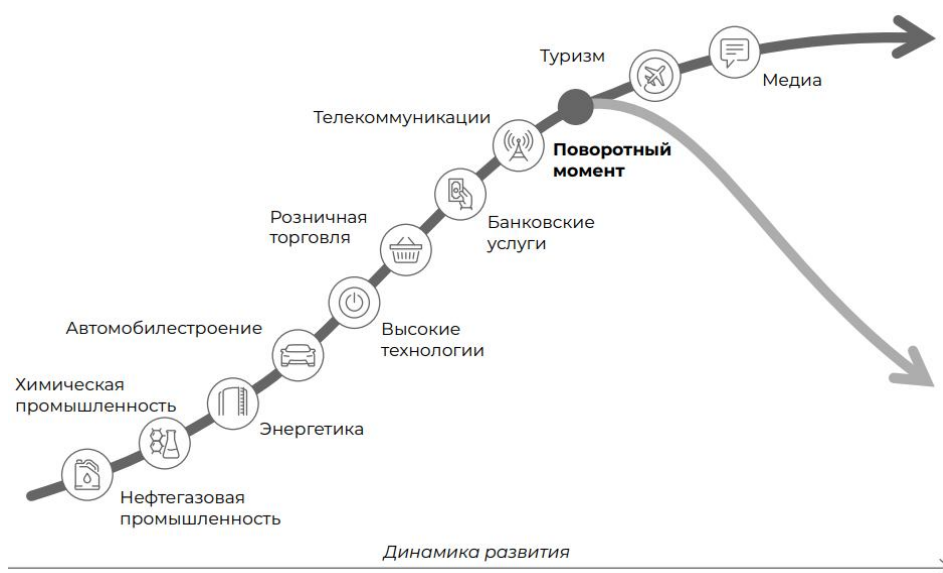 Туризм
Медиа
Телекоммуникации
Поворотный
момент
Розничная
торговля
Банковские
услуги
Автомобилестроение
Высокие
технологии
Химическая
промышленность
Энергетика
Нефтегазовая
промышленность
Динамика развития